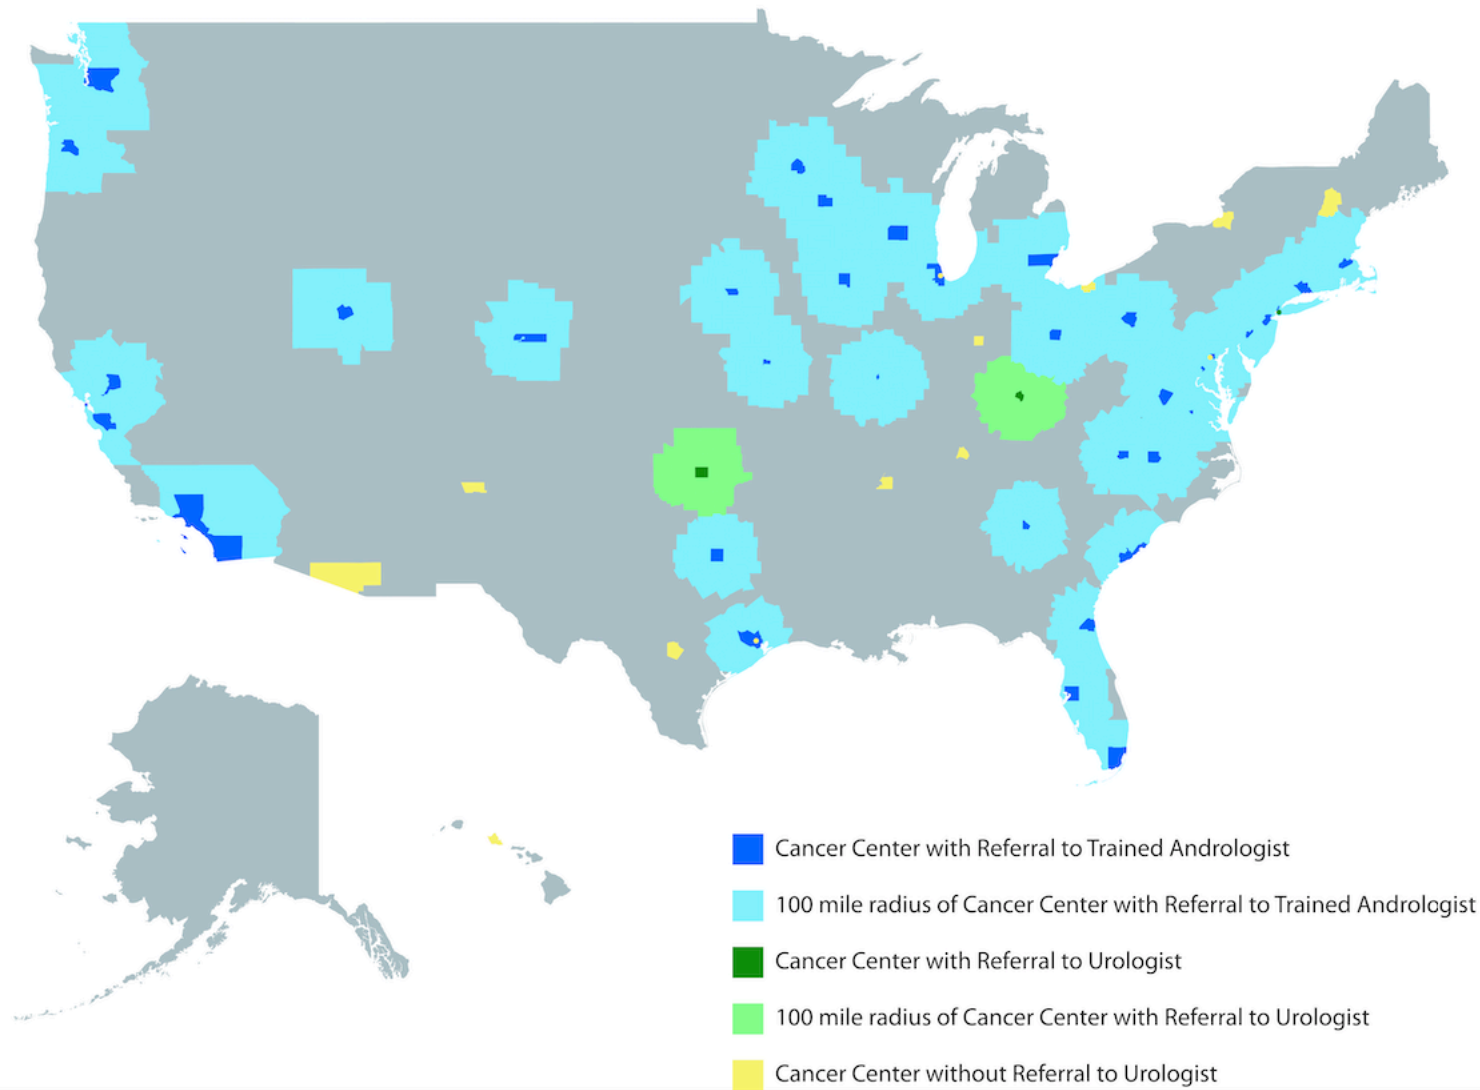 Cancer Center with Referral to Trained Andrologist
100 mile radius of Cancer Center with Referral to Trained Andrologist
Cancer Center with Referral to Urologist
100 mile radius of Cancer Center with Referral to Urologist
Cancer Center without Referral to Urologist